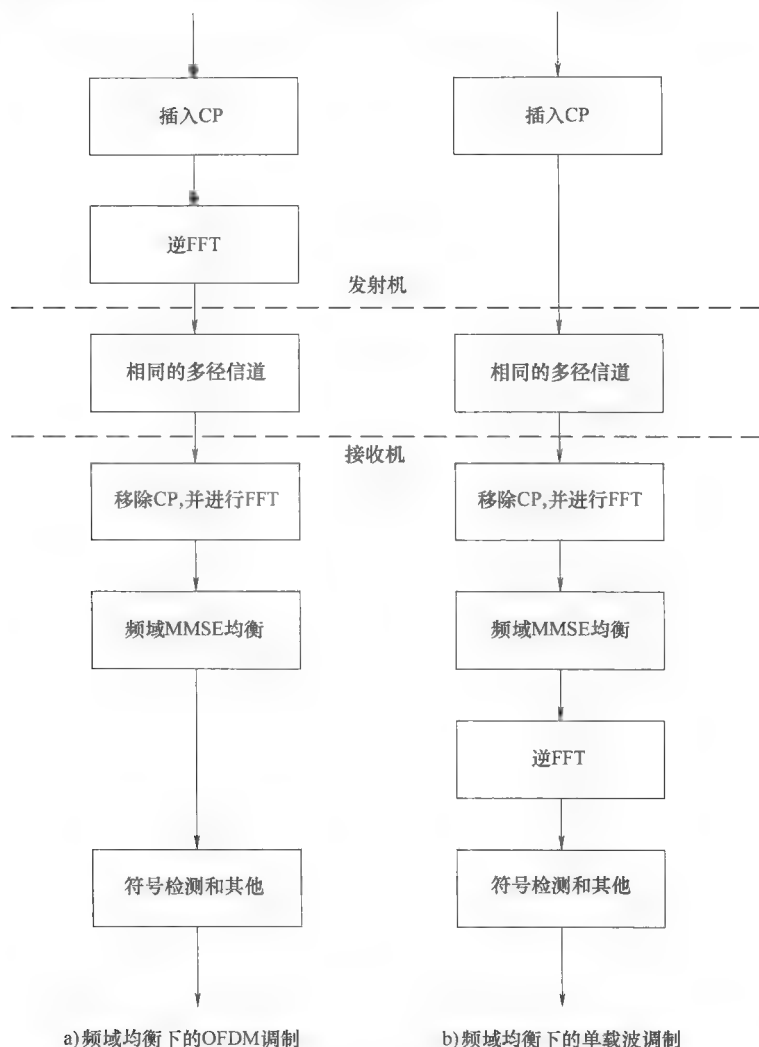 插入CP
插入CP
逆FFT
发射机
相同的多径信道
相同的多径信道
接收机
移除CP,并进行FFT
移除CP,并进行FFT
频域MMSE均衡
频域MMSE均衡
逆FFT
符号检测和其他
符号检测和其他
a)频域均衡下的OFDM调制
b)频域均衡下的单载波调制